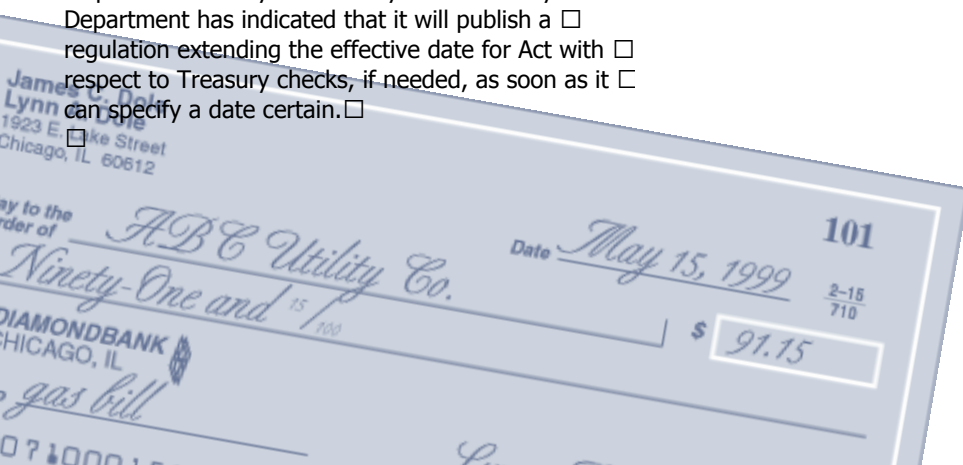 Department has indicated that it will publish a □
regulation extending the effective date for Act with □
respect to Treasury checks, if needed, as soon as it □
can specify a date certain.□
□
James C. Dole
Lynn A. Dole
1923 E. Lake Street
Chicago, IL 60612
101
ay to the
rder of
ABC Utility Co.
Date May 15, 1999
2-15
710
Ninety-One and 15/100
$ 91.15
DIAMONDBANK
CHICAGO, IL
gas bill